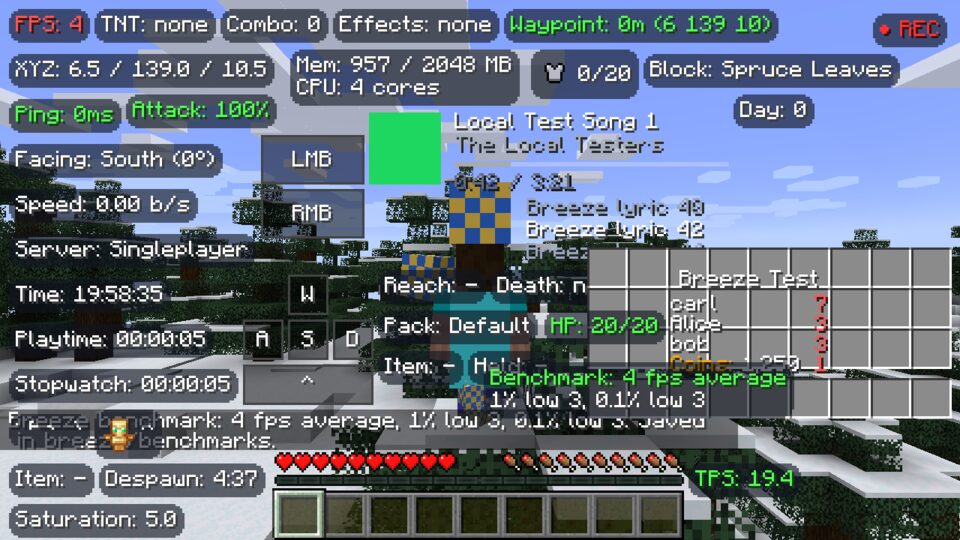 FPS: 4 TNT: none Combo: 0 Effects: none Waypoint: 0m (6 139 10) REC
XYZ: 6.5 / 139.0 / 10.5
Mem: 957 / 2048 MB
CPU: 4 cores
0/20
Block: Spruce Leaves
Ping: 0ms
Attack: 100%
Day: 0
Local Test Song 1
The Local Testers
0:42 / 3:21
Facing: South (0°)
LMB
Speed: 0.00 b/s
RMB
Breeze lyric 40
Breeze lyric 42
Server: Singleplayer
Time: 19:58:35
W
Reach: - Death:
Breeze Test
carl 7
Alice 3
bob 3
1,250 1
Playtime: 00:00:05
A S D
Pack: Default
HP: 20/20
Item: -
Stopwatch: 00:00:05
^
Benchmark: 4 fps average
1% low 3, 0.1% low 3
Breeze benchmark: 4 fps average, 1% low 3, 0.1% low 3. Saved
in breeze benchmarks.
Item: - Despawn: 4:37
TPS: 19.4
Saturation: 5.0